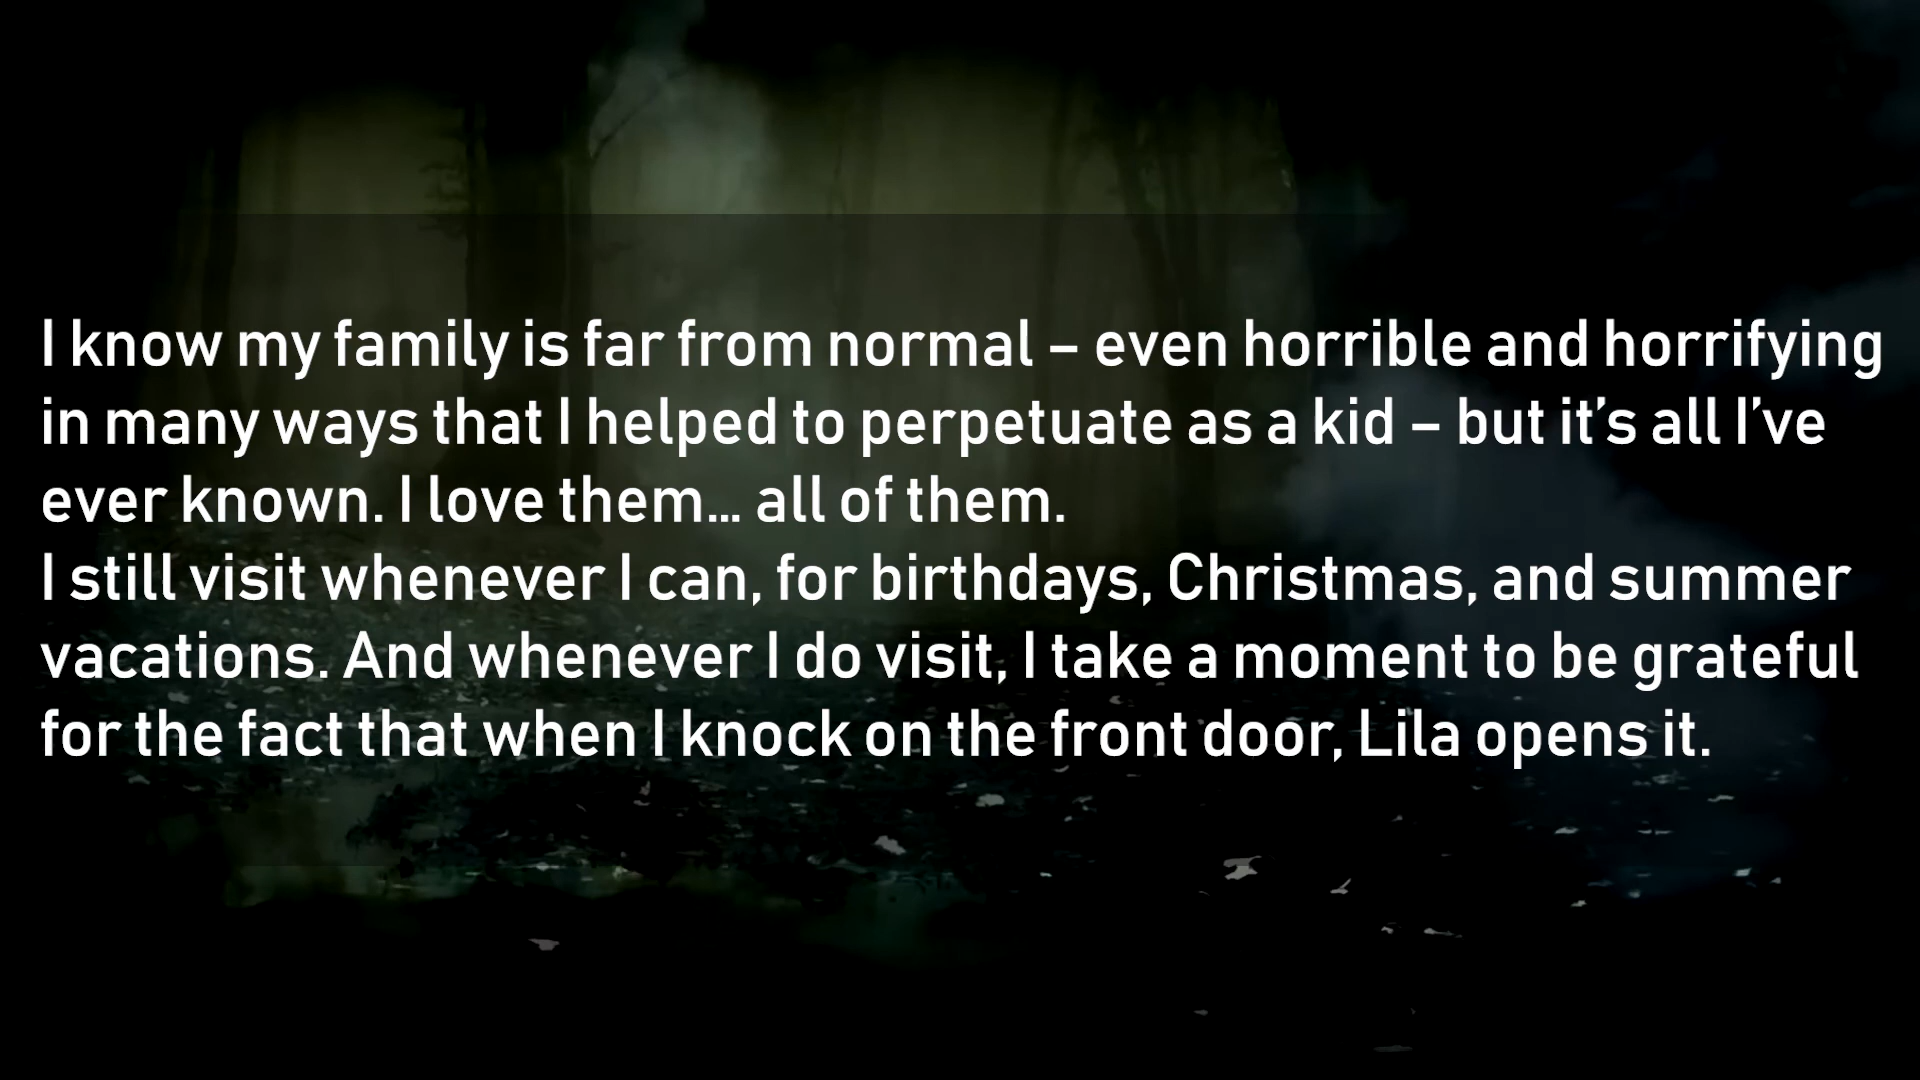 I know my family is far from normal – even horrible and horrifying
in many ways that I helped to perpetuate as a kid – but it’s all I’ve
ever known. I love them... all of them.
I still visit whenever I can, for birthdays, Christmas, and summer
vacations. And whenever I do visit, I take a moment to be grateful
for the fact that when I knock on the front door, Lila opens it.